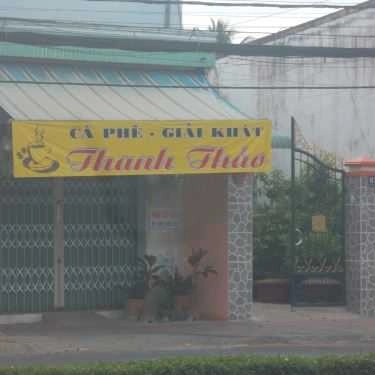 CÀ PHÊ - GIẢI KHÁT
Thanh Thảo